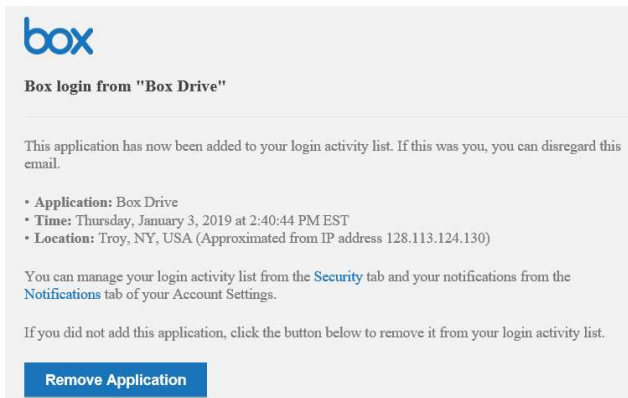 box
Box login from "Box Drive"
This application has now been added to your login activity list. If this was you, you can disregard this
email.
• Application: Box Drive
• Time: Thursday, January 3, 2019 at 2:40:44 PM EST
• Location: Troy, NY, USA (Approximated from IP address 128.113.124.130)
You can manage your login activity list from the Security tab and your notifications from the
Notifications tab of your Account Settings.
If you did not add this application, click the button below to remove it from your login activity list.
Remove Application